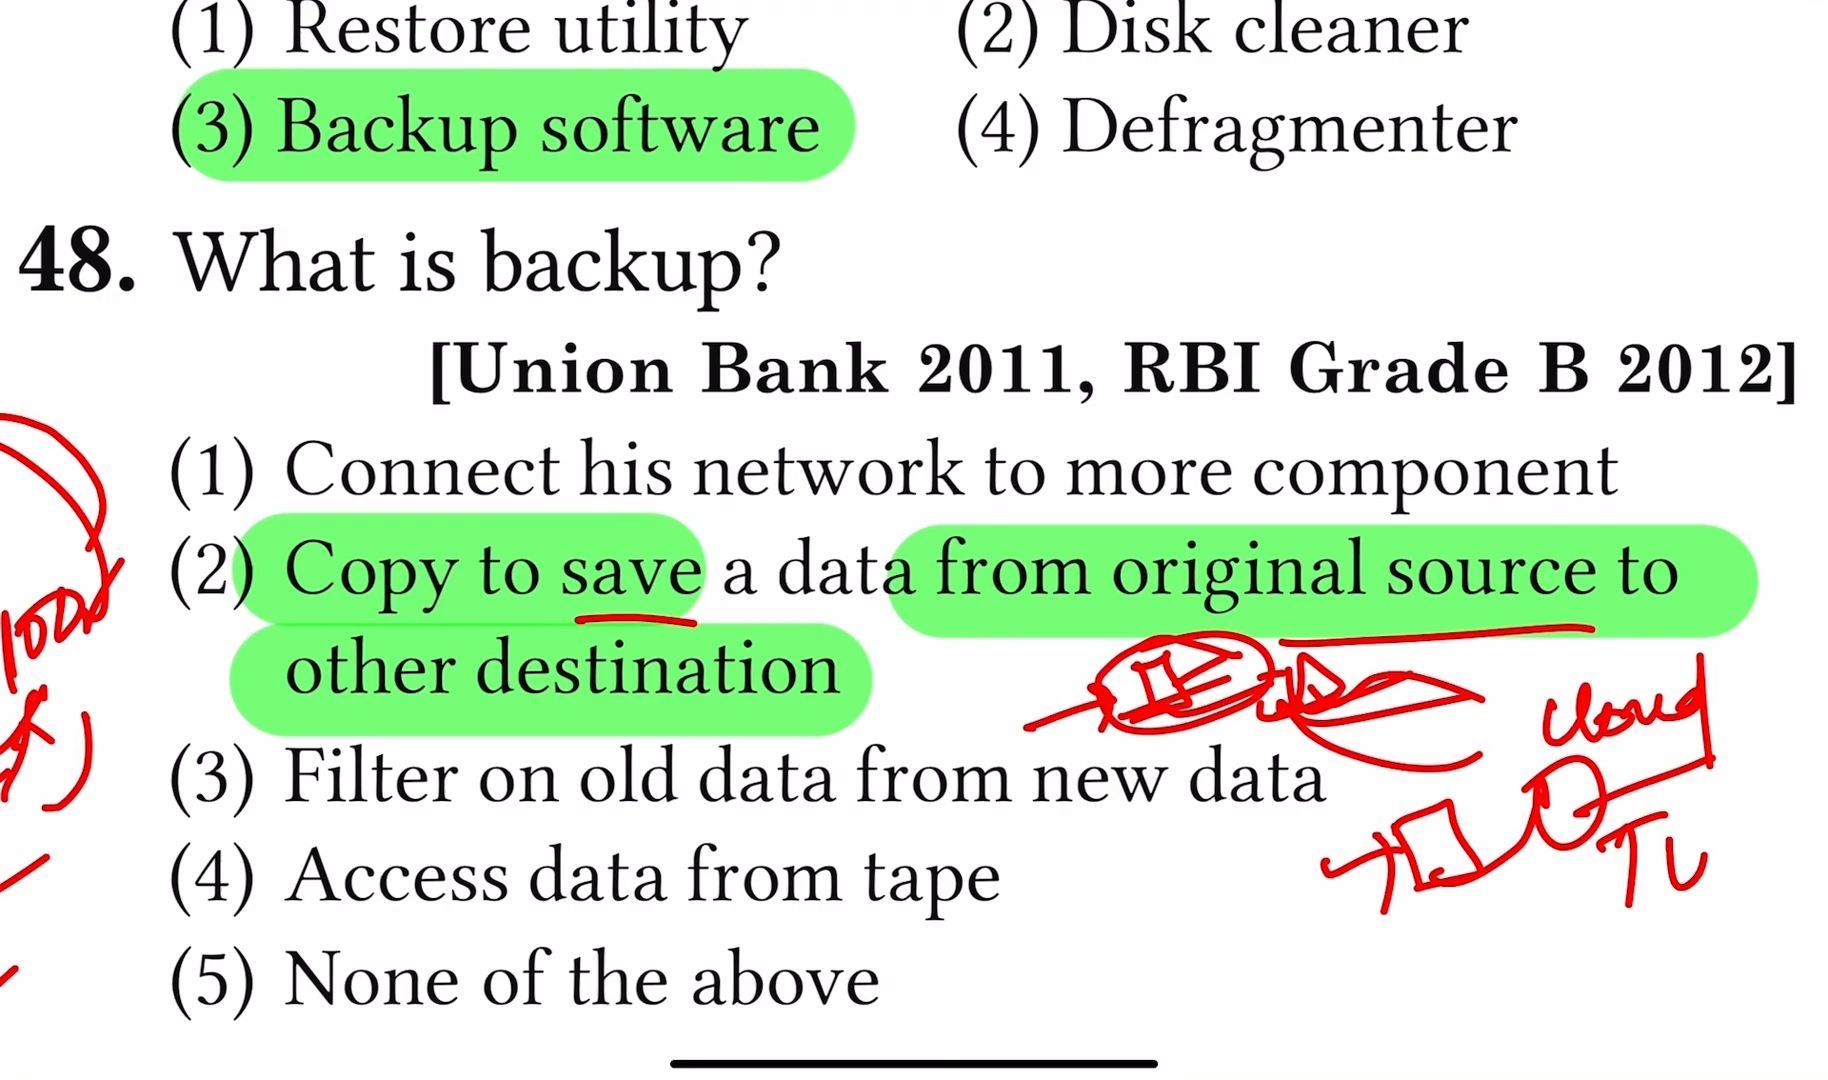 (1) Restore utility (2) Disk cleaner
(3) Backup software (4) Defragmenter
48. What is backup?
[Union Bank 2011, RBI Grade B 2012]
(1) Connect his network to more component
(2) Copy to save a data from original source to
other destination
cloud
(3) Filter on old data from new data
(4) Access data from tape
(5) None of the above